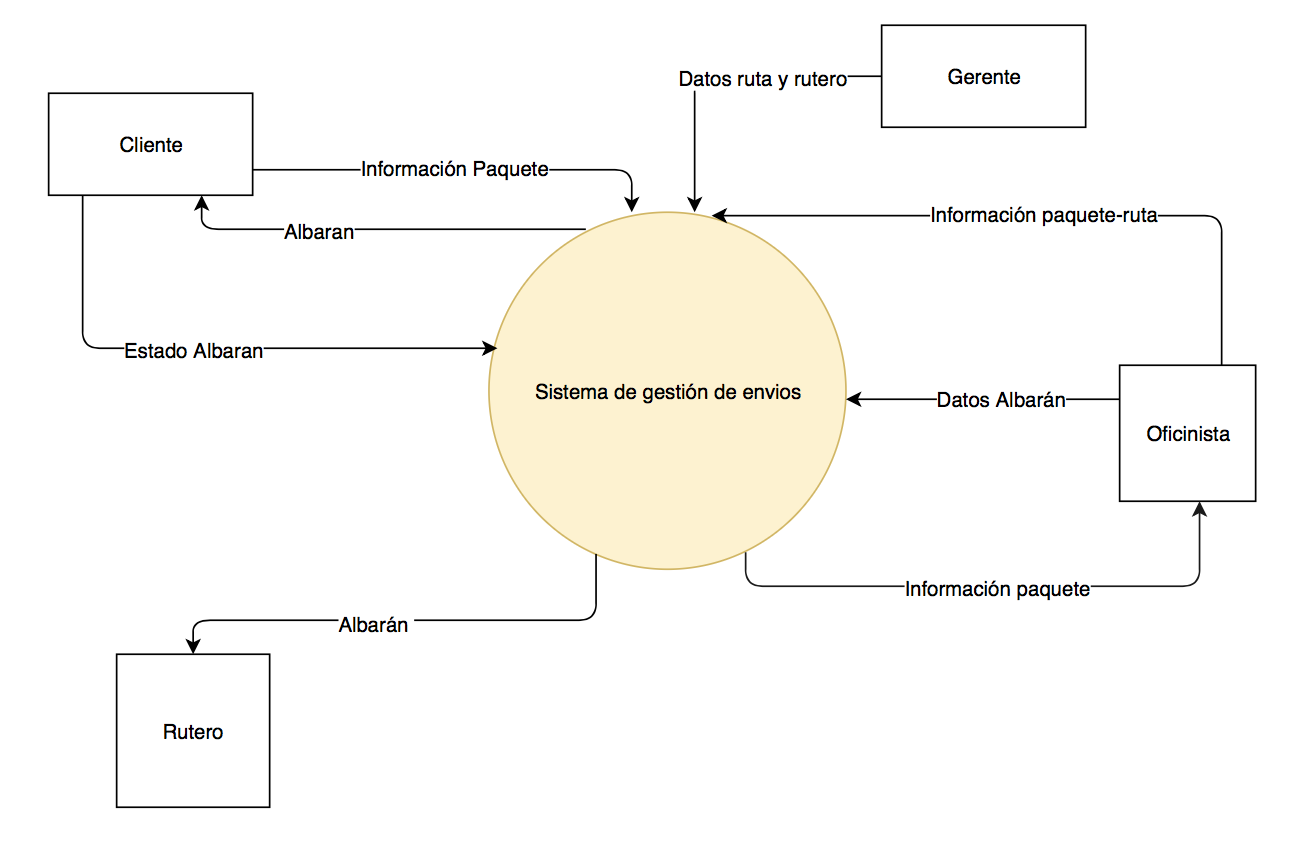 Datos ruta y rutero
Gerente
Cliente
Información Paquete
Información paquete-ruta
Albaran
Estado Albaran
Sistema de gestión de envios
Datos Albarán
Oficinista
Información paquete
Albarán
Rutero